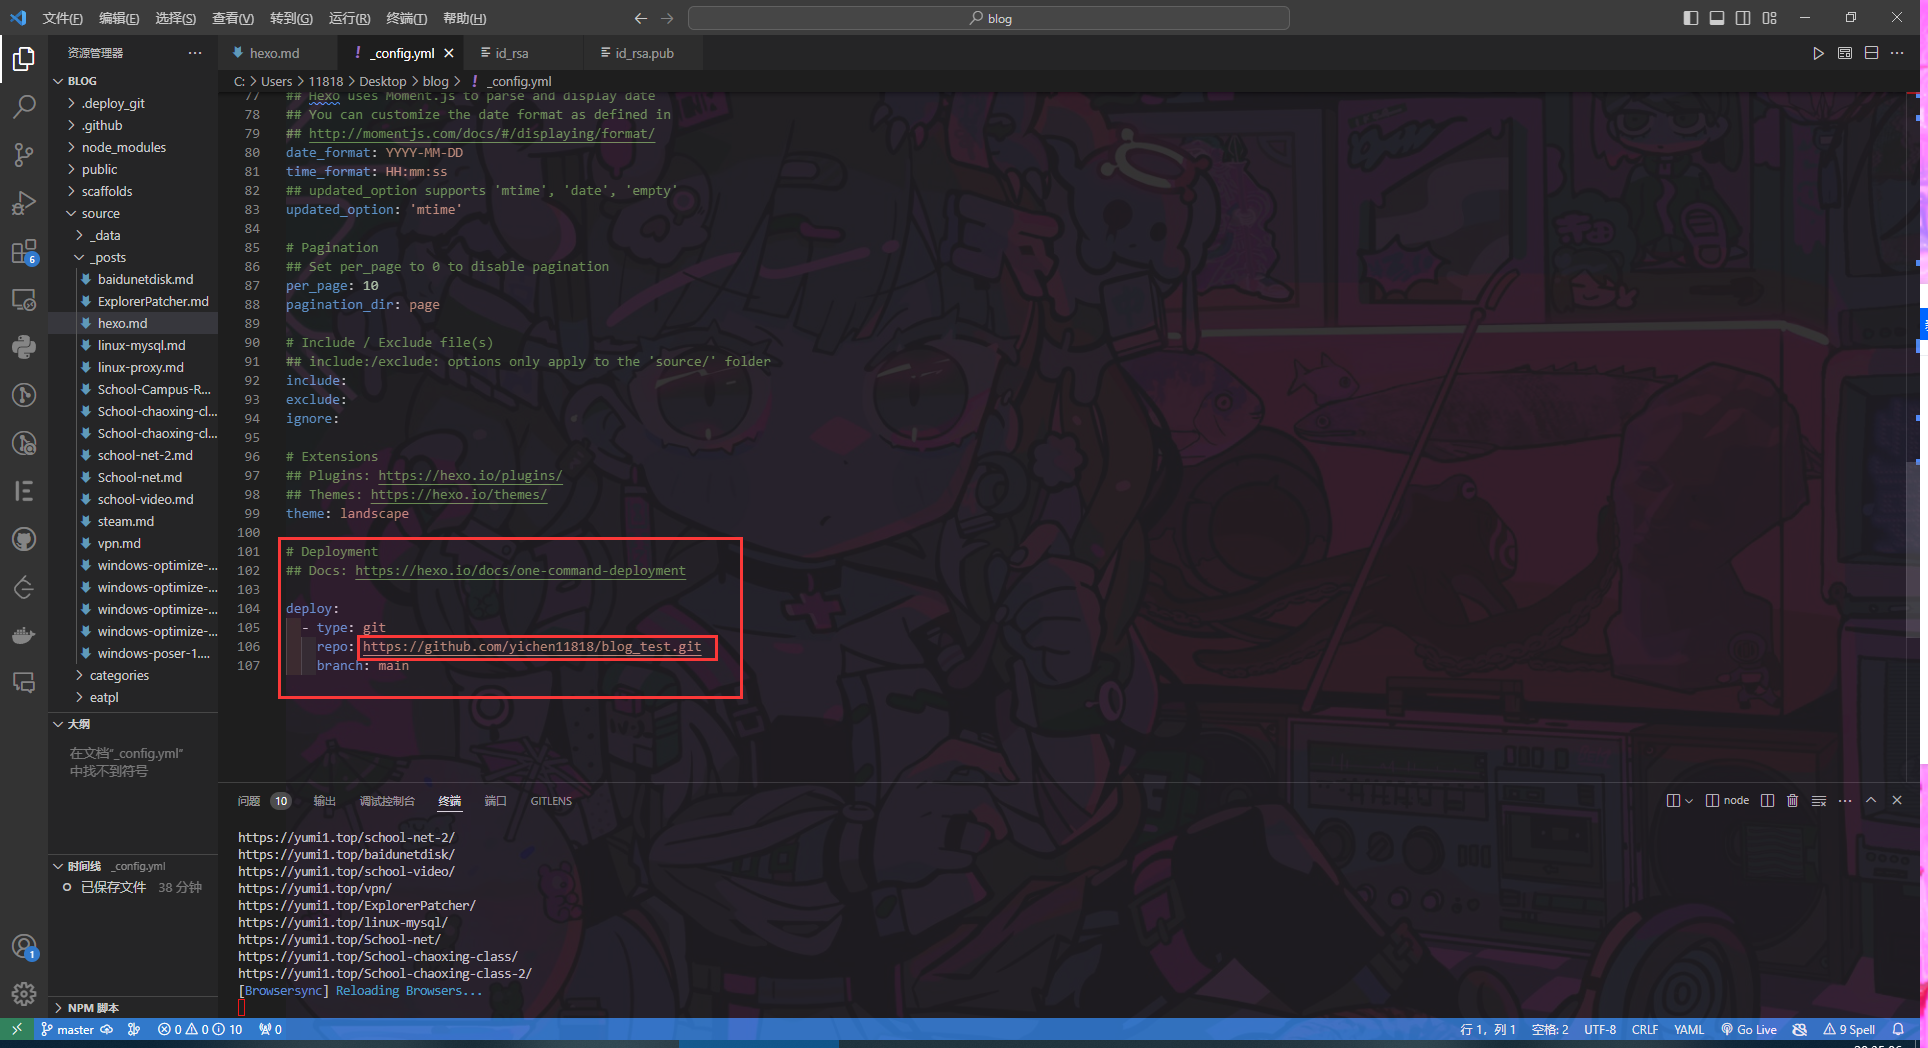 文件(F) 编辑(E) 选择(S) 查看(V) 转到(G) 运行(R) 终端(T) 帮助(H)
blog
资源管理器
hexo.md
! _config.yml
id_rsa
id_rsa.pub
C: > Users > 11818 > Desktop > blog > ! _config.yml
BLOG
.deploy_git
.github
node_modules
public
scaffolds
source
_data
_posts
baidunetdisk.md
ExplorerPatcher.md
hexo.md
linux-mysql.md
linux-proxy.md
School-Campus-R...
School-chaoxing-cl...
School-chaoxing-cl...
school-net-2.md
School-net.md
school-video.md
steam.md
vpn.md
windows-optimize-...
windows-optimize-...
windows-optimize-...
windows-optimize-...
windows-poser-1....
categories
eatpl
大纲
在文档"_config.yml"
中找不到符号
时间线 _config.yml
已保存文件 38 分钟
NPM 脚本
6
1
77 ## Hexo uses Moment.js to parse and display date
78 ## You can customize the date format as defined in
79 ## http://momentjs.com/docs/#/displaying/format/
80 date_format: YYYY-MM-DD
81 time_format: HH:mm:ss
82 ## updated_option supports 'mtime', 'date', 'empty'
83 updated_option: 'mtime'
84
85 # Pagination
86 ## Set per_page to 0 to disable pagination
87 per_page: 10
88 pagination_dir: page
89
90 # Include / Exclude file(s)
91 ## include:/exclude: options only apply to the 'source/' folder
92 include:
93 exclude:
94 ignore:
95
96 # Extensions
97 ## Plugins: https://hexo.io/plugins/
98 ## Themes: https://hexo.io/themes/
99 theme: landscape
100
101 # Deployment
102 ## Docs: https://hexo.io/docs/one-command-deployment
103
104 deploy:
105 - type: git
106 repo: https://github.com/yichen11818/blog_test.git
107 branch: main
问题 10 输出 调试控制台 终端 端口 GITLENS
node
https://yumi1.top/school-net-2/
https://yumi1.top/baidunetdisk/
https://yumi1.top/school-video/
https://yumi1.top/vpn/
https://yumi1.top/ExplorerPatcher/
https://yumi1.top/linux-mysql/
https://yumi1.top/School-net/
https://yumi1.top/School-chaoxing-class/
https://yumi1.top/School-chaoxing-class-2/
[Browsersync] Reloading Browsers...
master 0 0 10 0
行 1, 列 1 空格: 2 UTF-8 CRLF YAML Go Live 9 Spell